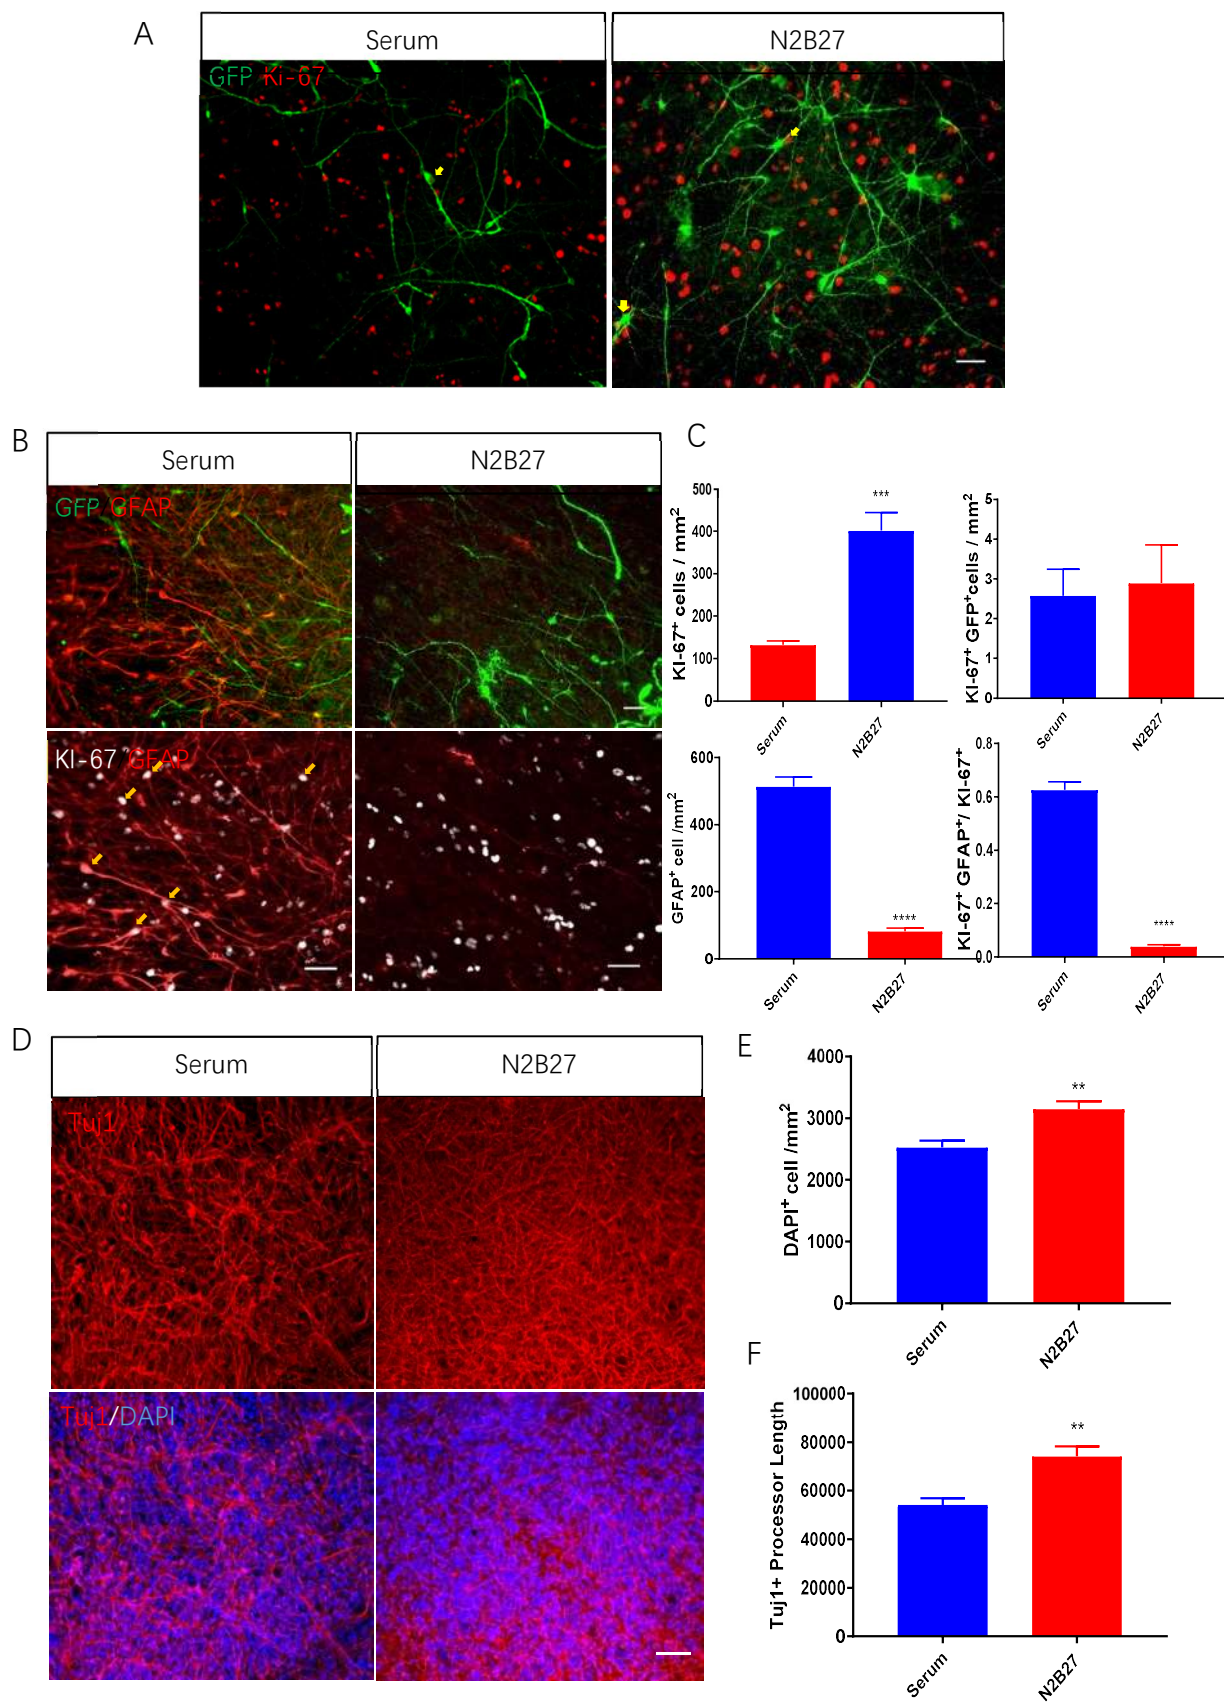 A
Serum
N2B27
GFP Ki-67
B
Serum
N2B27
GFP GFAP
KI-67 GFAP
C
KI-67⁺ cells / mm²
500
400
300
200
100
0
***
Serum
N2B27
KI-67⁺ GFP⁺cells / mm²
5
4
3
2
1
0
Serum
N2B27
GFAP⁺ cell /mm²
600
400
200
0
****
Serum
N2B27
KI-67⁺ GFAP⁺/ KI-67⁺
0.8
0.6
0.4
0.2
0.0
****
Serum
N2B27
D
Serum
N2B27
Tuj1
Tuj1/DAPI
E
DAPI⁺ cell /mm²
4000
3000
2000
1000
0
**
Serum
N2B27
F
Tuj1+ Processor Length
100000
80000
60000
40000
20000
0
**
Serum
N2B27